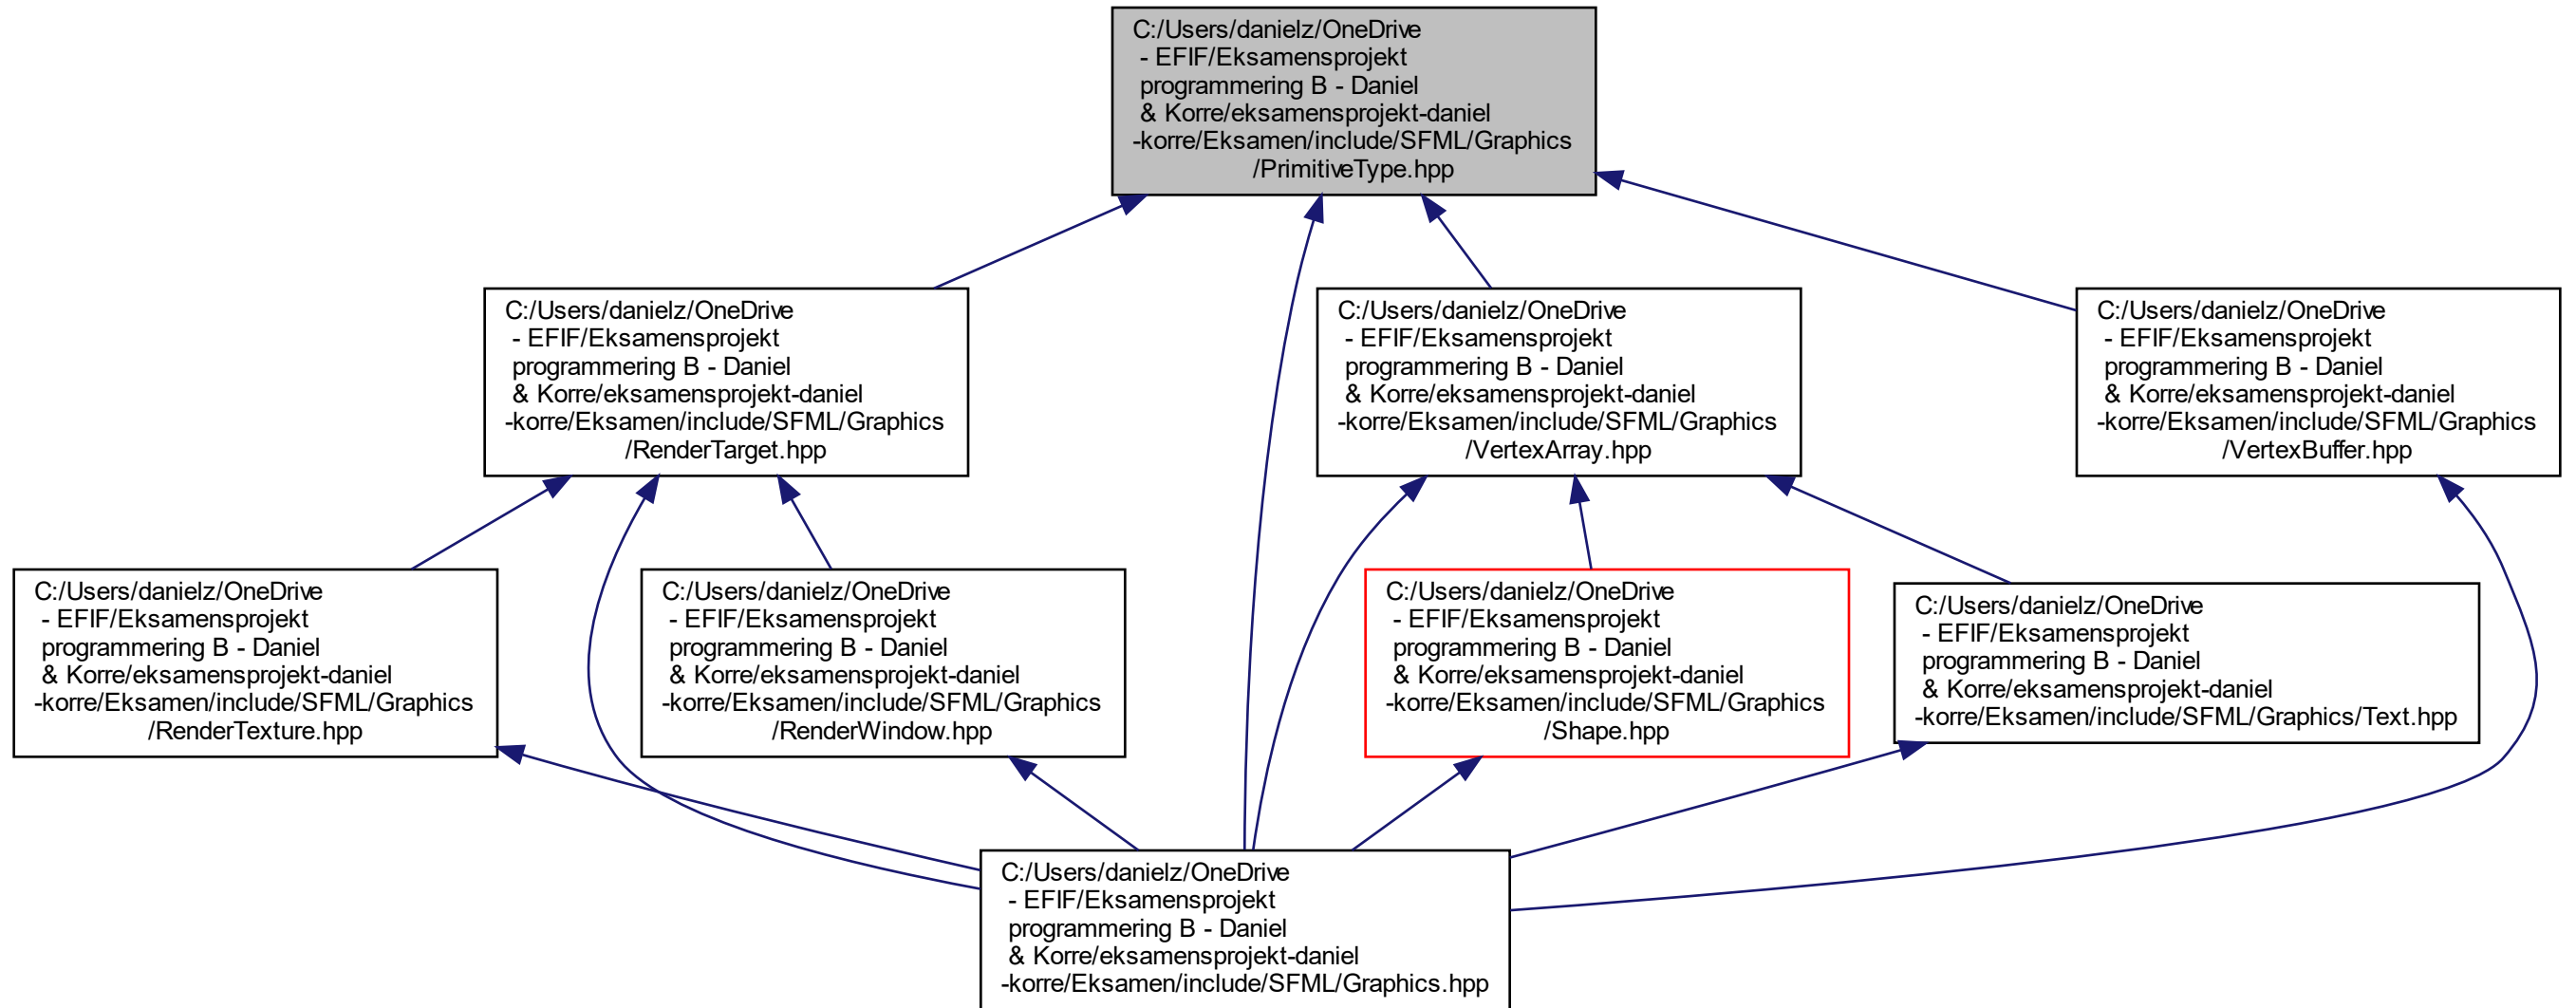 C:/Users/danielz/OneDrive
- EFIF/Eksamensprojekt
programmering B - Daniel
& Korre/eksamensprojekt-daniel
-korre/Eksamen/include/SFML/Graphics
/PrimitiveType.hpp
C:/Users/danielz/OneDrive
- EFIF/Eksamensprojekt
programmering B - Daniel
& Korre/eksamensprojekt-daniel
-korre/Eksamen/include/SFML/Graphics
/RenderTarget.hpp
C:/Users/danielz/OneDrive
- EFIF/Eksamensprojekt
programmering B - Daniel
& Korre/eksamensprojekt-daniel
-korre/Eksamen/include/SFML/Graphics
/VertexArray.hpp
C:/Users/danielz/OneDrive
- EFIF/Eksamensprojekt
programmering B - Daniel
& Korre/eksamensprojekt-daniel
-korre/Eksamen/include/SFML/Graphics
/VertexBuffer.hpp
C:/Users/danielz/OneDrive
- EFIF/Eksamensprojekt
programmering B - Daniel
& Korre/eksamensprojekt-daniel
-korre/Eksamen/include/SFML/Graphics
/RenderTexture.hpp
C:/Users/danielz/OneDrive
- EFIF/Eksamensprojekt
programmering B - Daniel
& Korre/eksamensprojekt-daniel
-korre/Eksamen/include/SFML/Graphics
/RenderWindow.hpp
C:/Users/danielz/OneDrive
- EFIF/Eksamensprojekt
programmering B - Daniel
& Korre/eksamensprojekt-daniel
-korre/Eksamen/include/SFML/Graphics
/Shape.hpp
C:/Users/danielz/OneDrive
- EFIF/Eksamensprojekt
programmering B - Daniel
& Korre/eksamensprojekt-daniel
-korre/Eksamen/include/SFML/Graphics/Text.hpp
C:/Users/danielz/OneDrive
- EFIF/Eksamensprojekt
programmering B - Daniel
& Korre/eksamensprojekt-daniel
-korre/Eksamen/include/SFML/Graphics.hpp